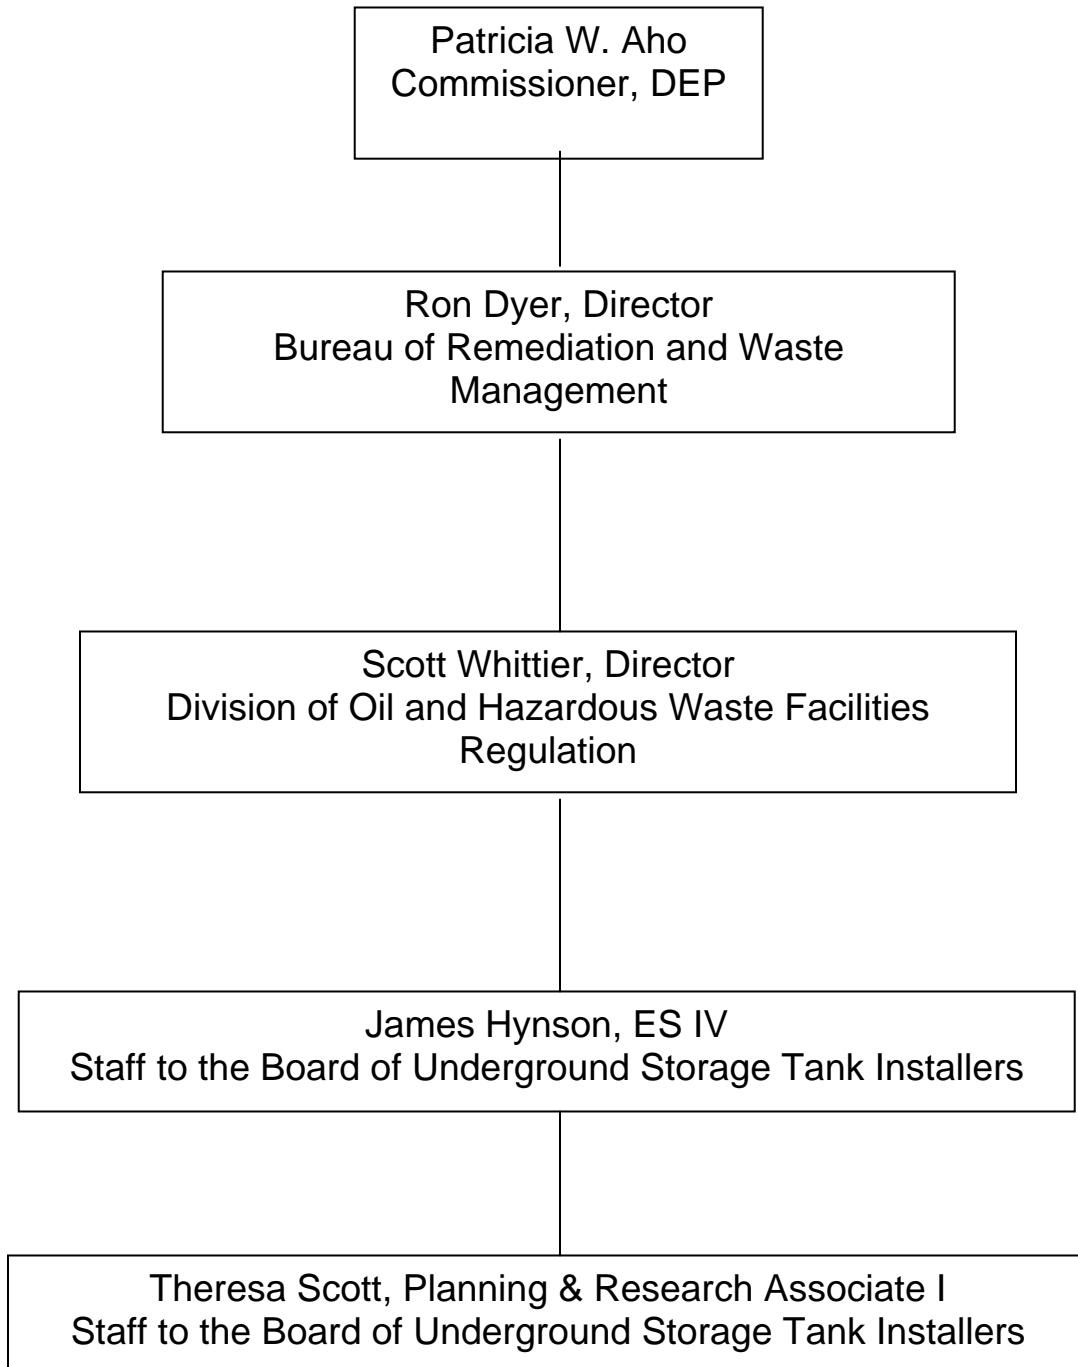 Patricia W. Aho
Commissioner, DEP
Ron Dyer, Director
Bureau of Remediation and Waste
Management
Scott Whittier, Director
Division of Oil and Hazardous Waste Facilities
Regulation
James Hynson, ES IV
Staff to the Board of Underground Storage Tank Installers
Theresa Scott, Planning & Research Associate I
Staff to the Board of Underground Storage Tank Installers